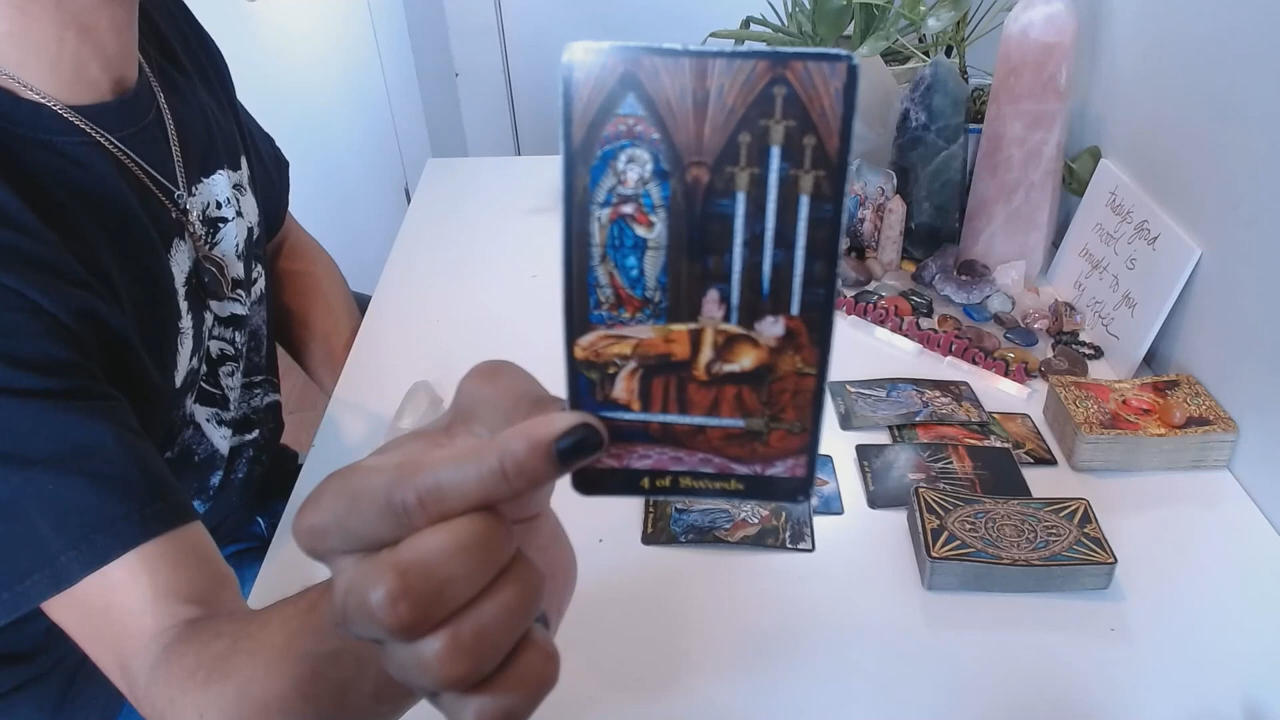 4 of Swords
today's good
mood is
brought to you
by coffee